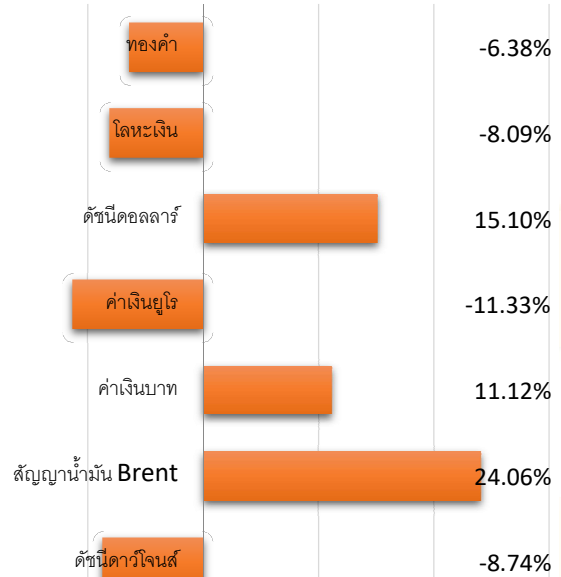 ทองคำ -6.38%
โลหะเงิน -8.09%
ดัชนีดอลลาร์ 15.10%
ค่าเงินยูโร -11.33%
ค่าเงินบาท 11.12%
สัญญาน้ำมัน Brent 24.06%
ดัชนีดาวโจนส์ -8.74%